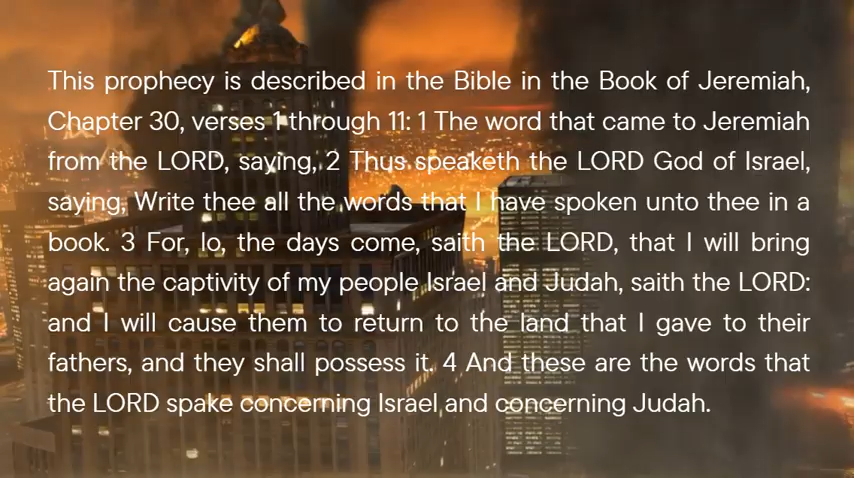 This prophecy is described in the Bible in the Book of Jeremiah,
Chapter 30, verses 1 through 11: 1 The word that came to Jeremiah
from the LORD, saying, 2 Thus speaketh the LORD God of Israel,
saying, Write thee all the words that I have spoken unto thee in a
book. 3 For, lo, the days come, saith the LORD, that I will bring
again the captivity of my people Israel and Judah, saith the LORD:
and I will cause them to return to the land that I gave to their
fathers, and they shall possess it. 4 And these are the words that
the LORD spake concerning Israel and concerning Judah.